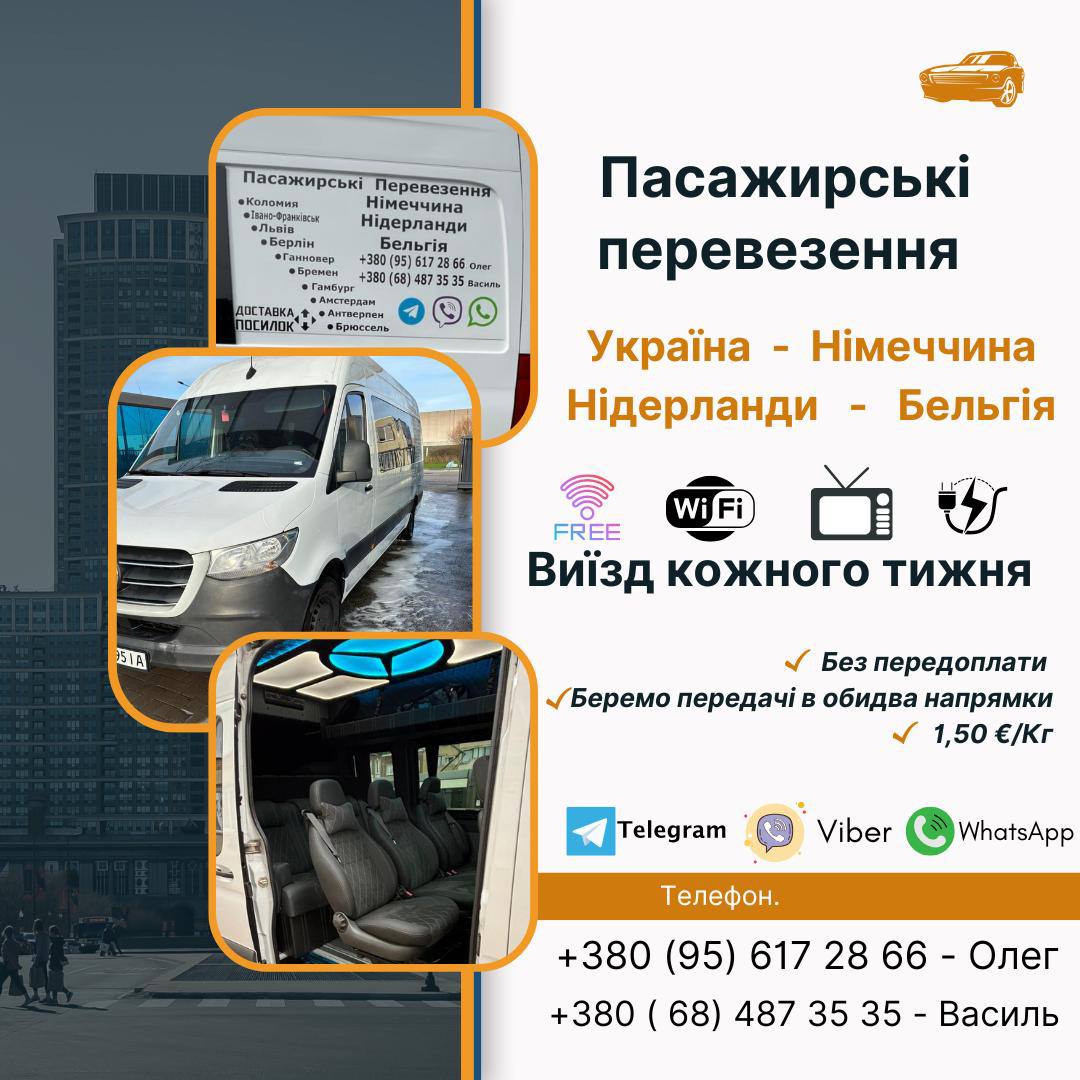 Пасажирські Перевезення
Німеччина
Нідерланди
Бельгія
+380 (95) 617 28 66 Олег
+380 (68) 487 35 35 Василь
Коломия
Івано-Франківськ
Львів
Берлін
Ганновер
Бремен
Гамбург
Амстердам
Антверпен
Брюссель
ДОСТАВКА
ПОСИЛОК
95IA
Пасажирські
перевезення
Україна - Німеччина
Нідерланди - Бельгія
FREE
Wi Fi
Виїзд кожного тижня
Без передоплати
Беремо передачі в обидва напрямки
1,50 €/Кг
Telegram
Viber
WhatsApp
Телефон.
+380 (95) 617 28 66 - Олег
+380 ( 68) 487 35 35 - Василь